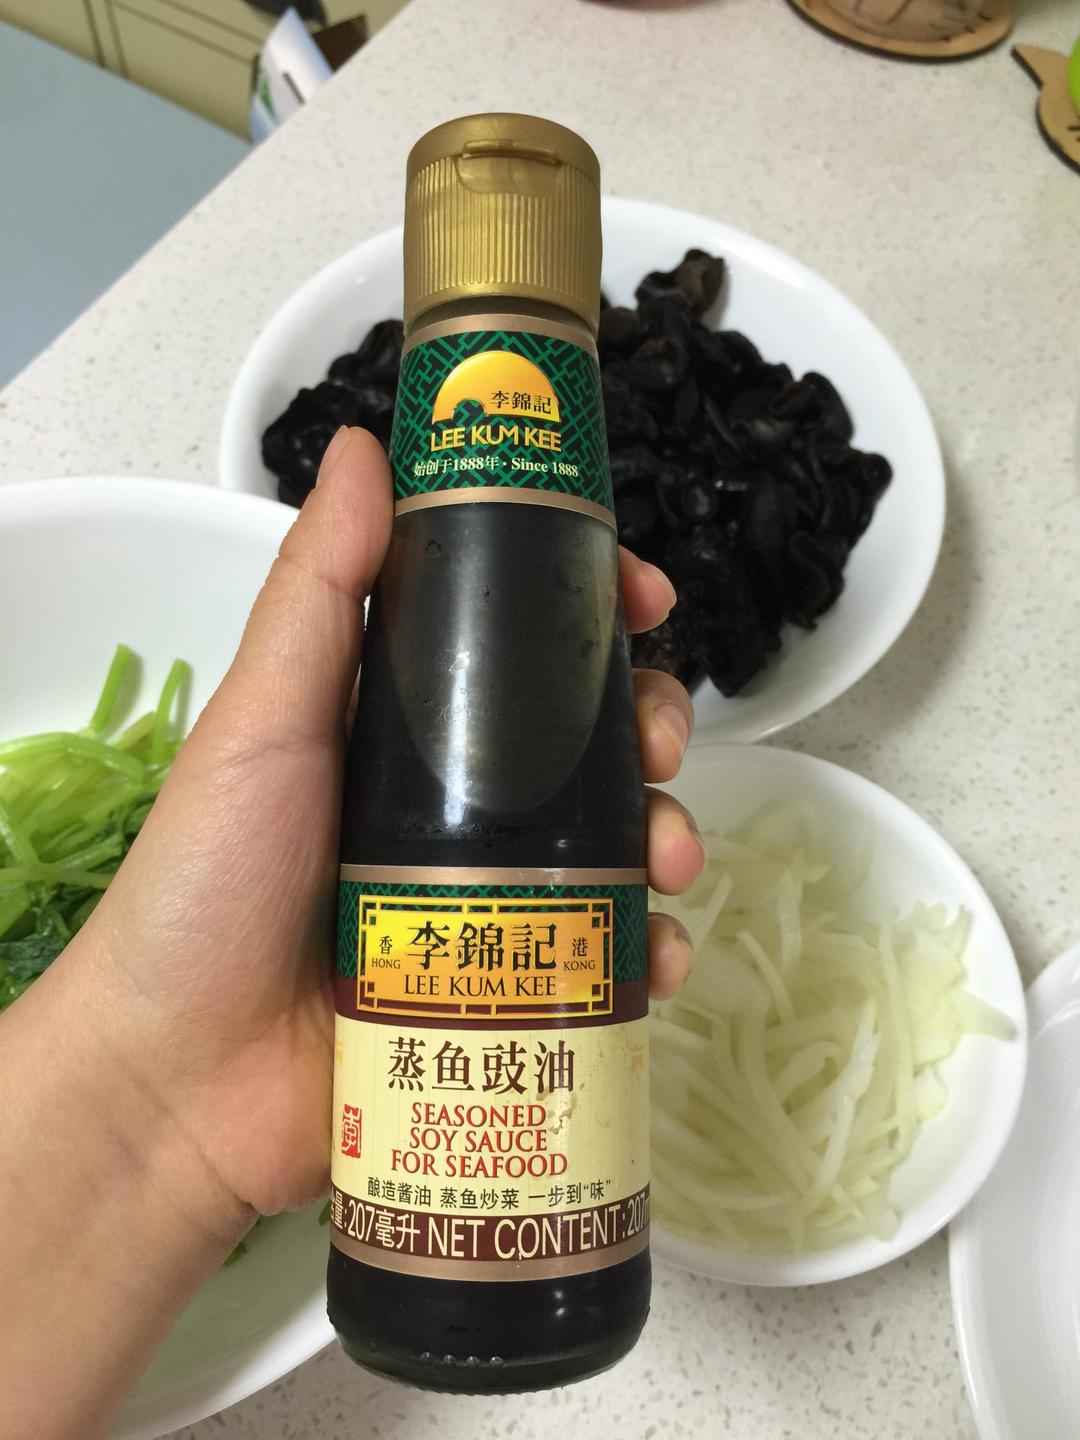 李錦記
LEE KUM KEE
始创于1888年·Since 1888
香 李錦記 港
HONG KONG
LEE KUM KEE
蒸鱼豉油
SEASONED
SOY SAUCE
FOR SEAFOOD
酿造酱油 蒸鱼炒菜 一步到“味”
量:207毫升 NET CONTENT:207m